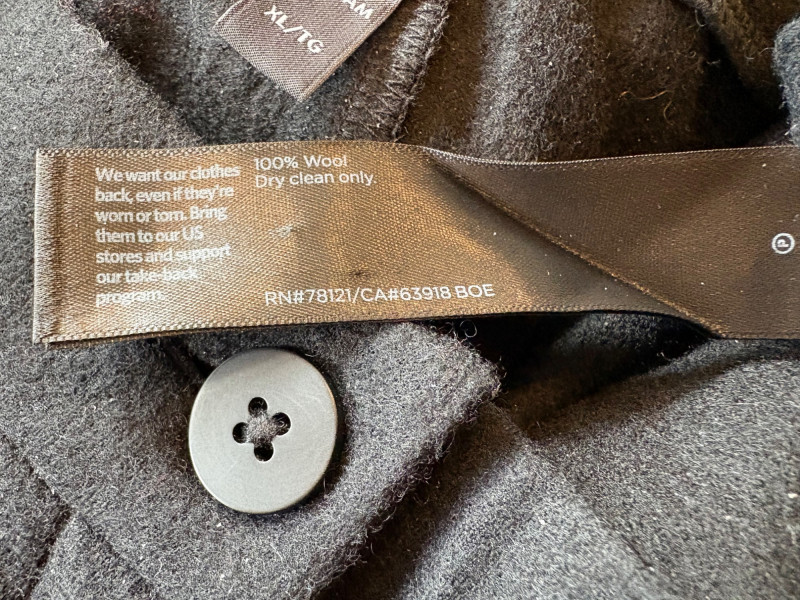 AM
XL/TG
We want our clothes
back, even if they're
worn or torn. Bring
them to our US
stores and support
our take-back
program.
100% Wool
Dry clean only.
RN#78121/CA#63918 BOE
P